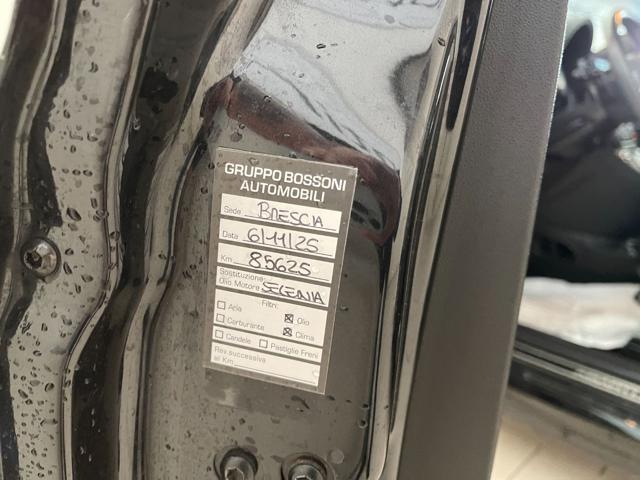 GRUPPO BOSSONI
AUTOMOBILI
Sede BRESCIA
Data 6/11/25
Km 85625
Sostituzione
Olio Motore SELENIA
Filtri:
Aria Olio
Carburante Clima
Candele Pastiglie Freni
Rev. successiva
al Km